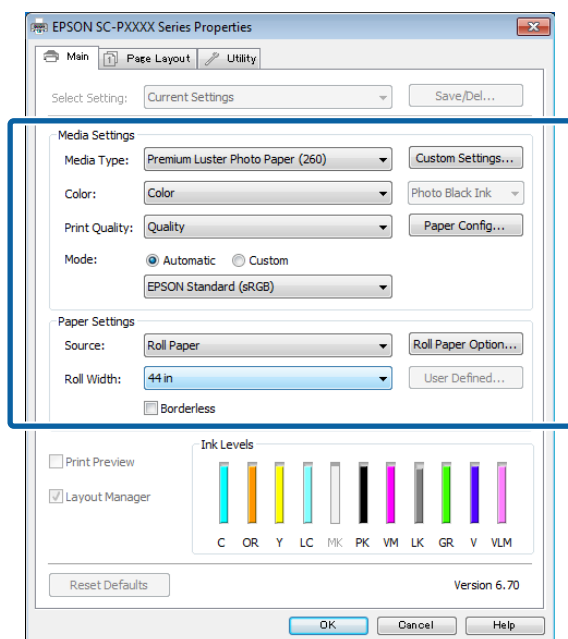 EPSON SC-PXXXX Series Properties
Main Page Layout Utility
Select Setting: Current Settings Save/Del...
Media Settings
Media Type: Premium Luster Photo Paper (260) Custom Settings...
Color: Color Photo Black Ink
Print Quality: Quality Paper Config...
Mode: Automatic Custom
EPSON Standard (sRGB)
Paper Settings
Source: Roll Paper Roll Paper Option...
Roll Width: 44 in User Defined...
Borderless
Ink Levels
Print Preview
Layout Manager
C OR Y LC MK PK VM LK GR V VLM
Reset Defaults Version 6.70
OK Cancel Help